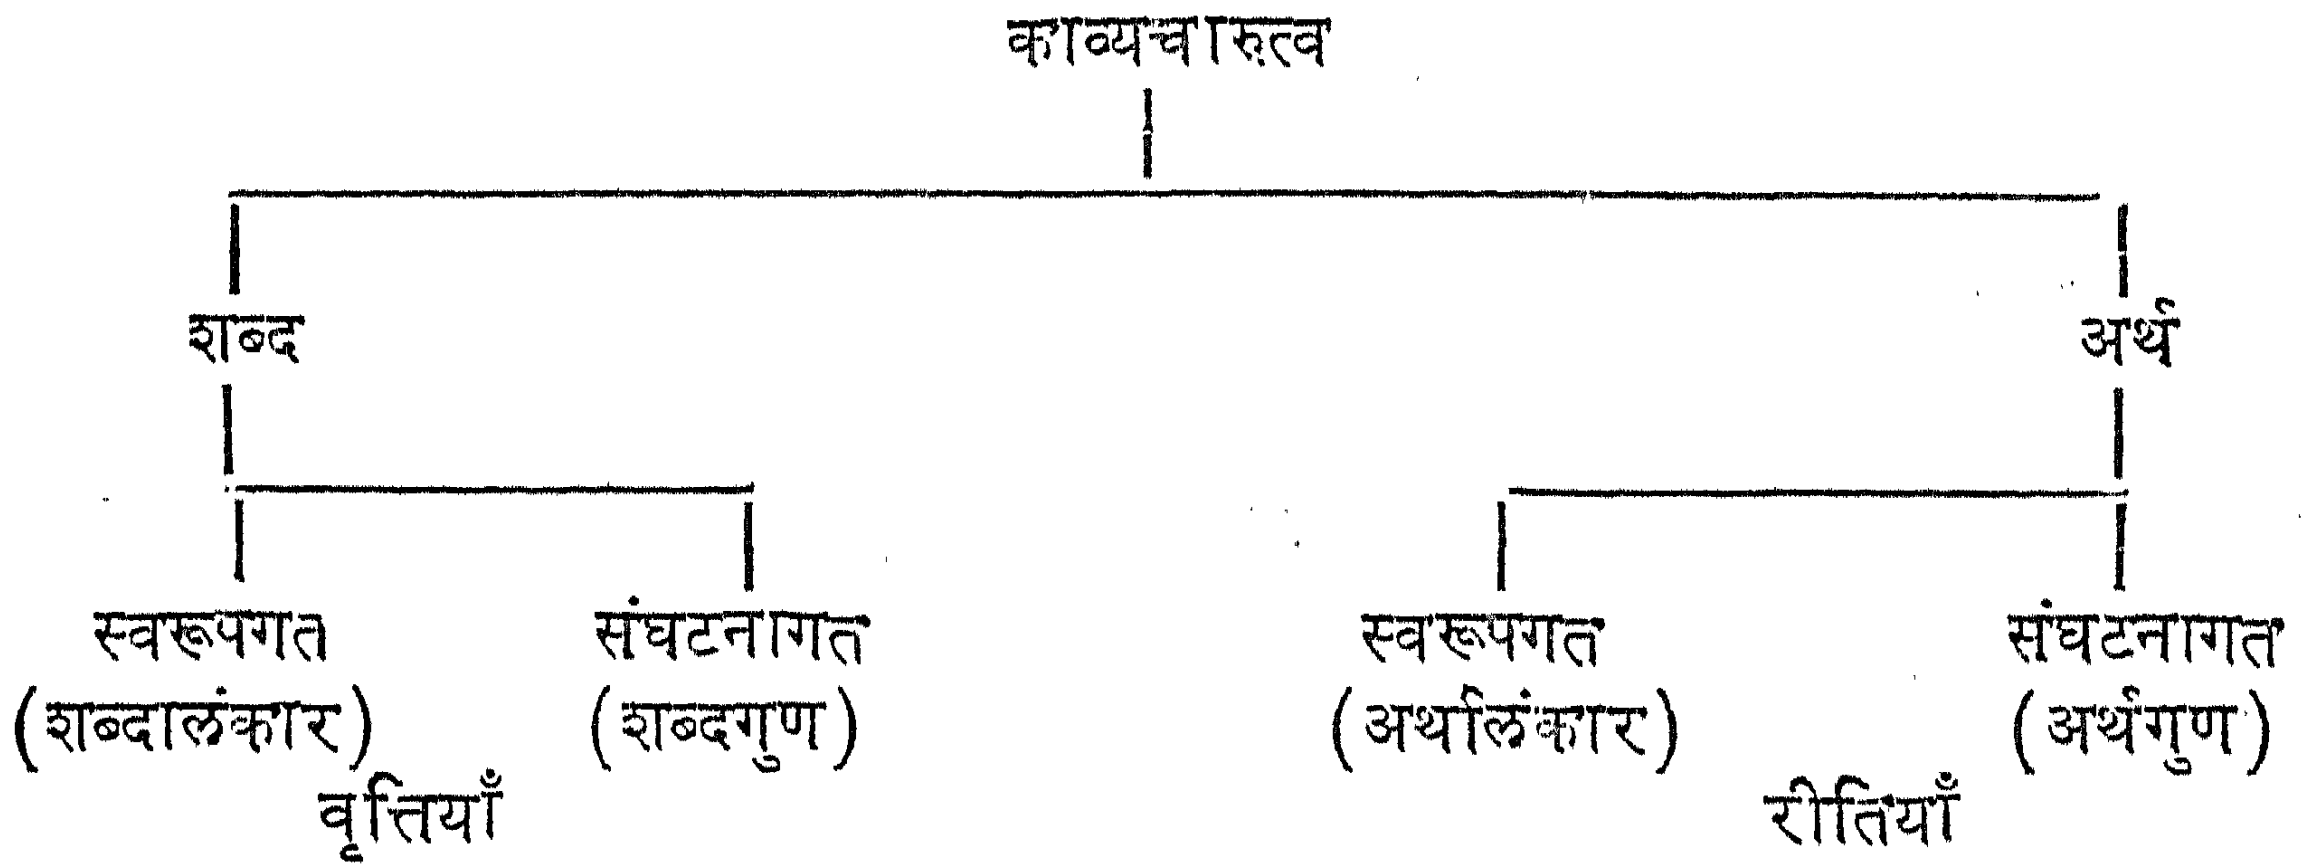 काव्यचारुत्व
शब्द अर्थ
स्वरूपगत संघटनागत स्वरूपगत संघटनागत
(शब्दालंकार) (शब्दगुण) (अर्थालंकार) (अर्थगुण)
वृत्तियाँ रीतियाँ